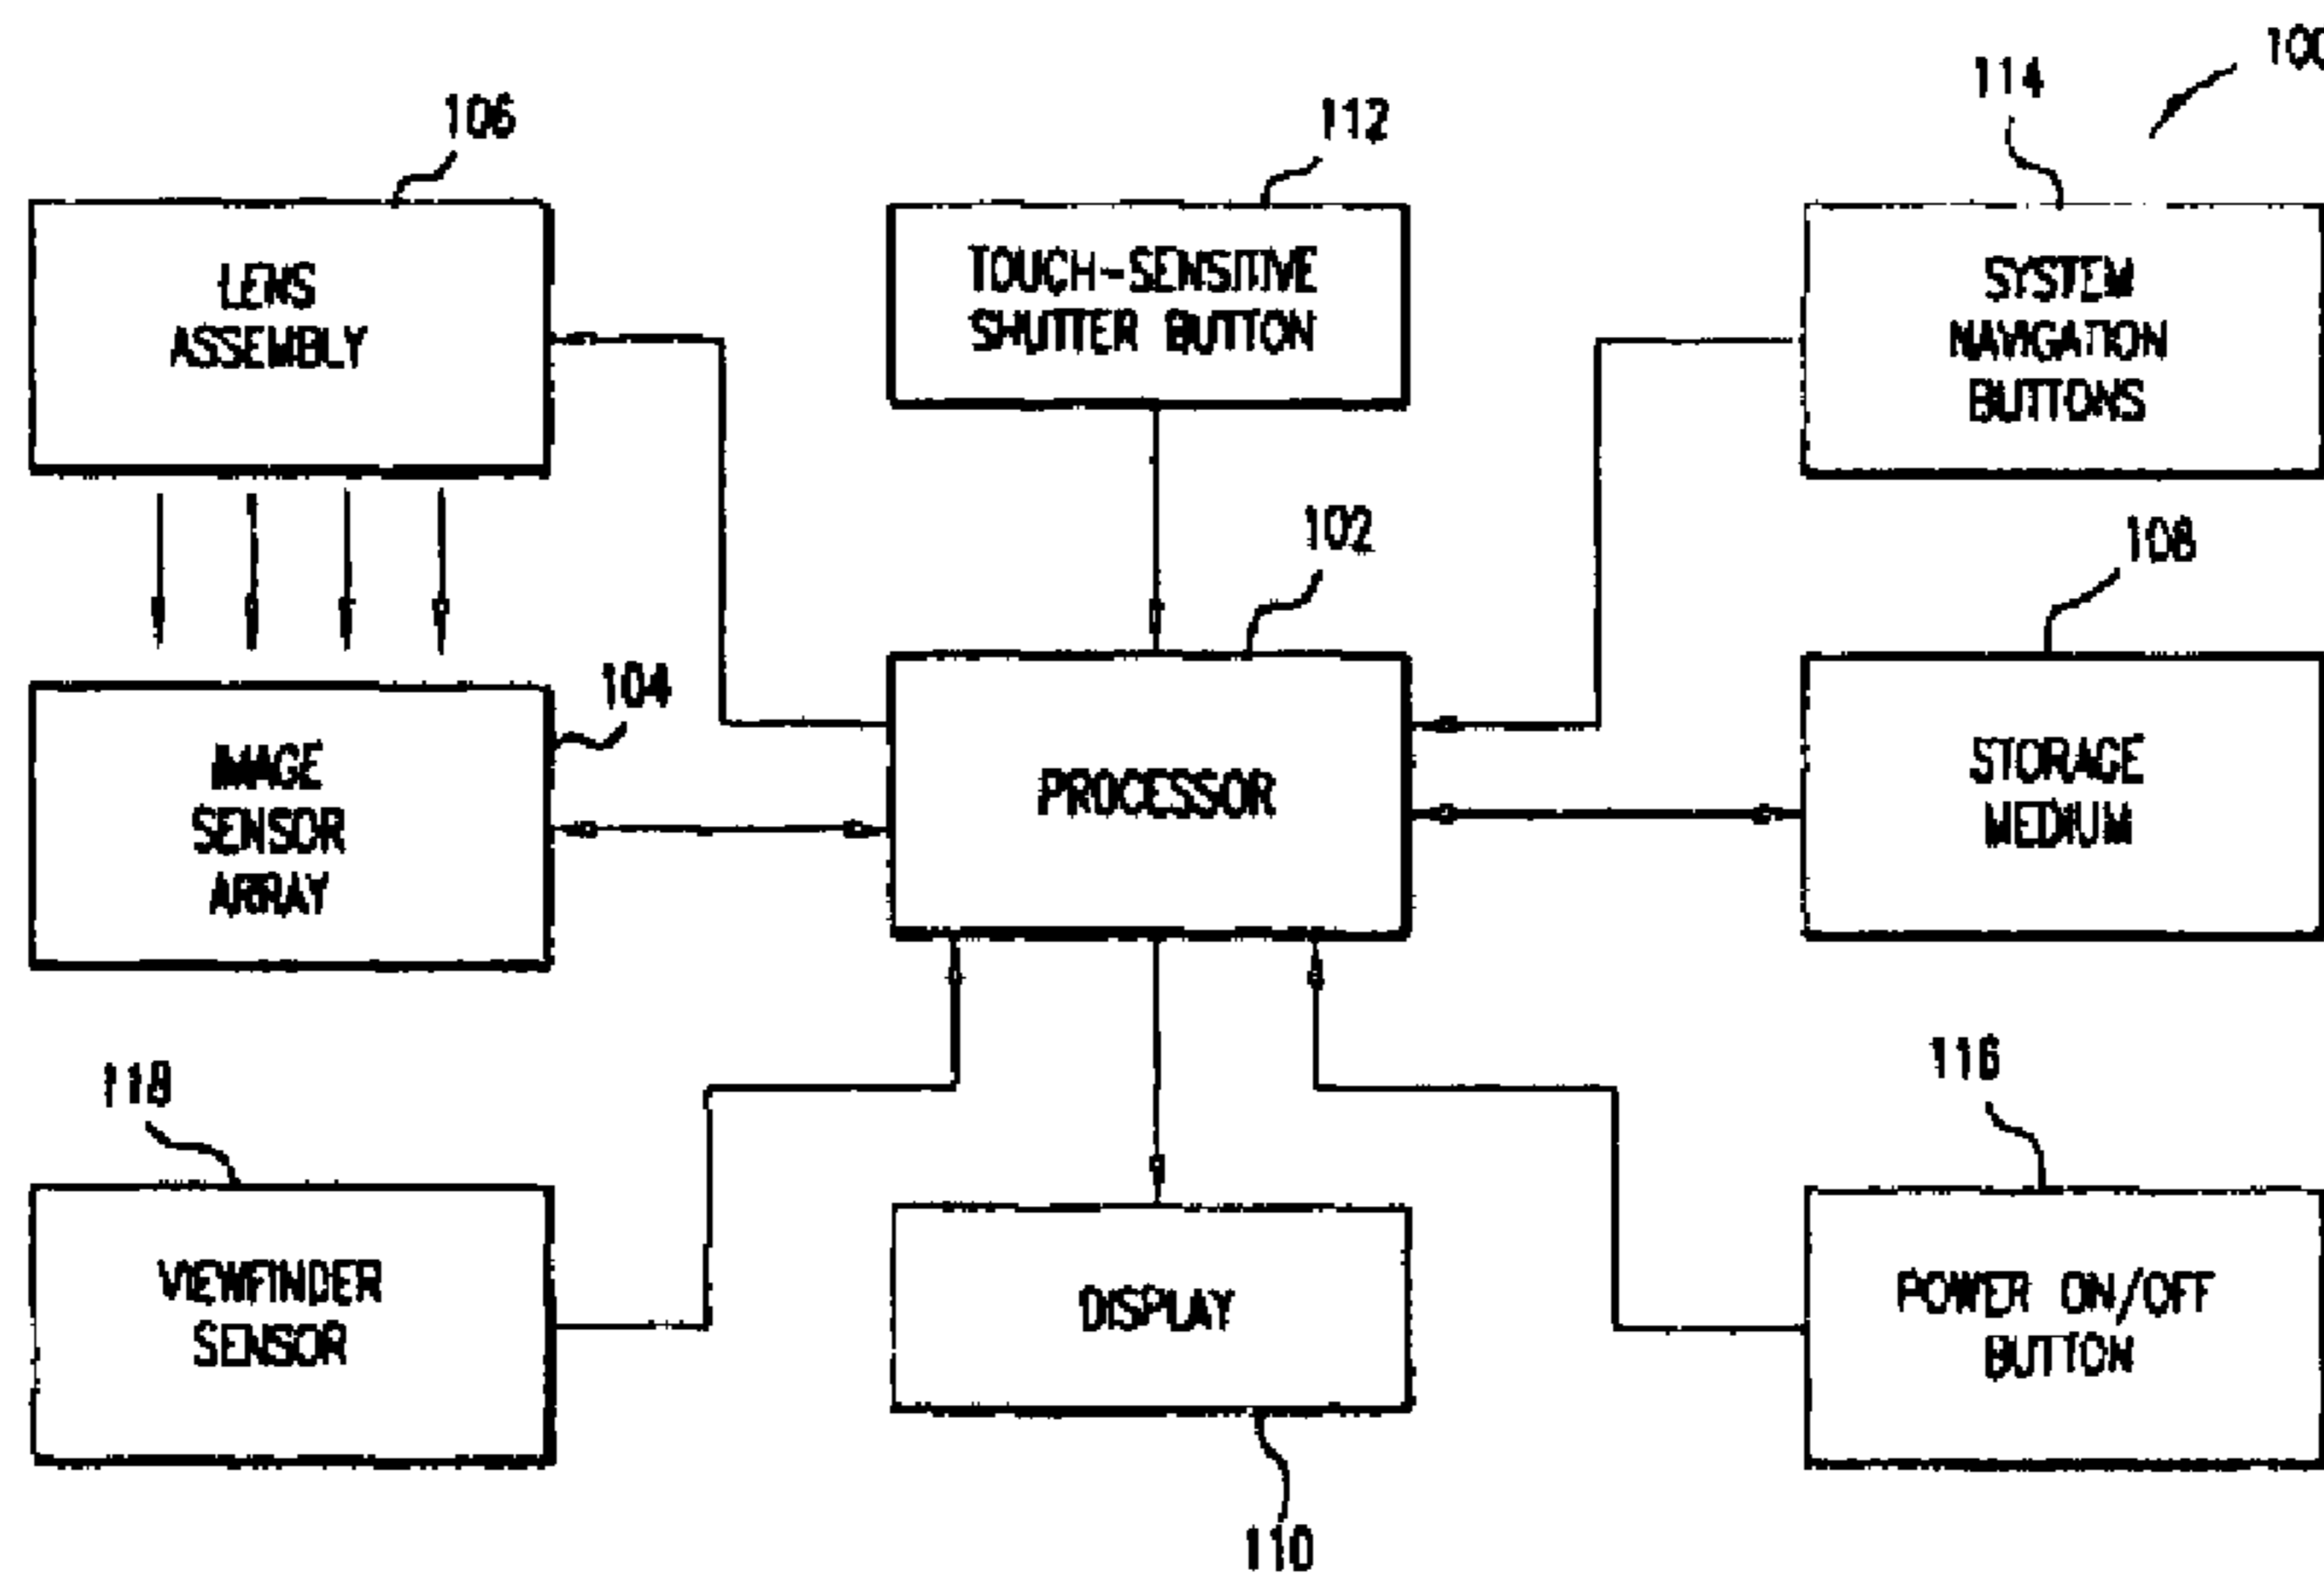 100
114
106
112
LENS
ASSEMBLY
TOUCH-SENSITIVE
SHUTTER BUTTON
SYSTEM
NAVIGATION
BUTTONS
102
108
104
IMAGE
SENSOR
ARRAY
PROCESSOR
STORAGE
MEDIUM
118
116
VIEWFINDER
SENSOR
DISPLAY
POWER ON/OFF
BUTTON
110